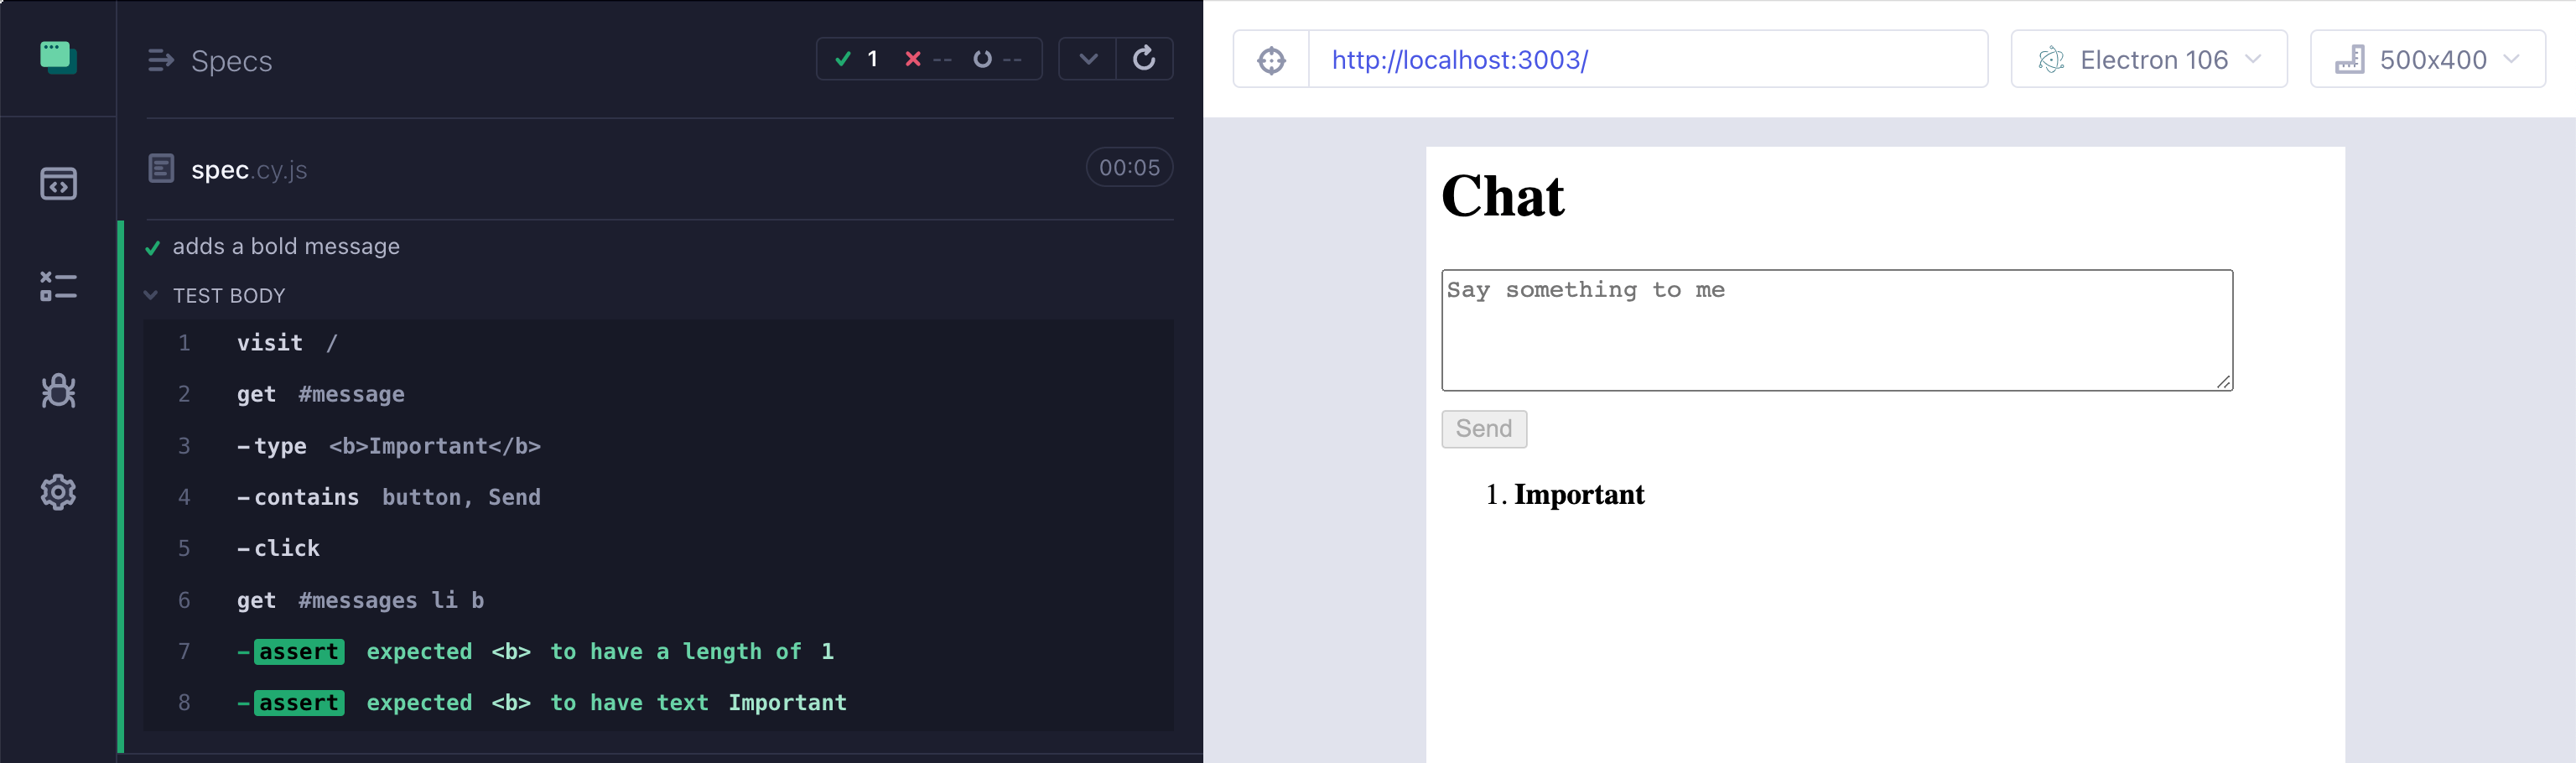 Specs
1 -- --
spec.cy.js
00:05
adds a bold message
TEST BODY
1 visit /
2 get #message
3 -type <b>Important</b>
4 -contains button, Send
5 -click
6 get #messages li b
7 -assert expected <b> to have a length of 1
8 -assert expected <b> to have text Important
http://localhost:3003/
Electron 106
500x400
Chat
Say something to me
Send
1. Important